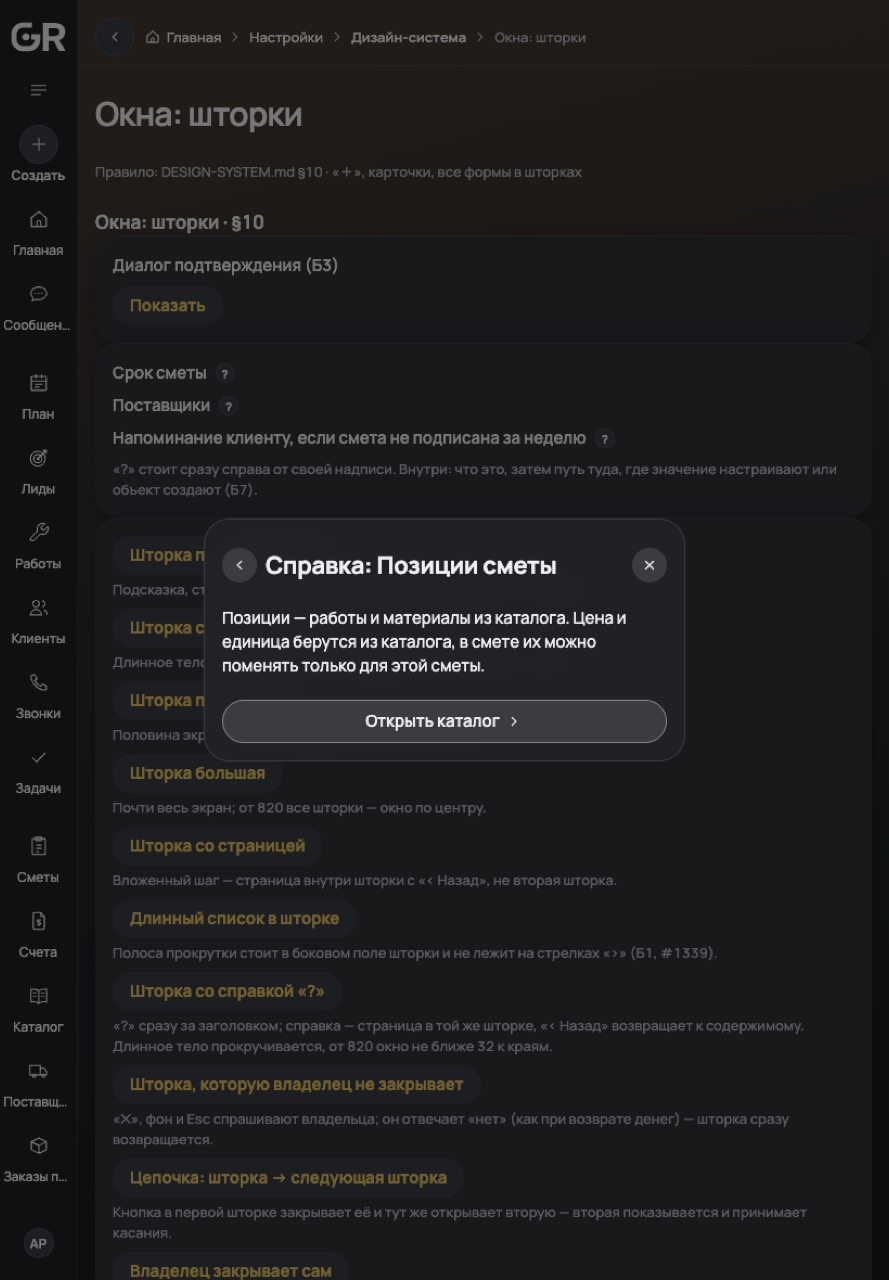 GR
Главная
Настройки
Дизайн-система
Окна: шторки
Создать
Главная
Сообщен...
План
Лиды
Работы
Клиенты
Звонки
Задачи
Сметы
Счета
Каталог
Поставщ...
Заказы п...
AP
Окна: шторки
Правило: DESIGN-SYSTEM.md §10 · «+», карточки, все формы в шторках
Окна: шторки · §10
Диалог подтверждения (Б3)
Показать
Срок сметы ?
Поставщики ?
Напоминание клиенту, если смета не подписана за неделю ?
«?» стоит сразу справа от своей надписи. Внутри: что это, затем путь туда, где значение настраивают или
объект создают (Б7).
Шторка п
Подсказка, ст
Шторка с
Длинное тело
Шторка п
Половина экр
Справка: Позиции сметы
Позиции — работы и материалы из каталога. Цена и
единица берутся из каталога, в смете их можно
поменять только для этой сметы.
Открыть каталог ›
Шторка большая
Почти весь экран; от 820 все шторки — окно по центру.
Шторка со страницей
Вложенный шаг — страница внутри шторки с «‹ Назад», не вторая шторка.
Длинный список в шторке
Полоса прокрутки стоит в боковом поле шторки и не лежит на стрелках «›» (Б1, #1339).
Шторка со справкой «?»
«?» сразу за заголовком; справка — страница в той же шторке, «‹ Назад» возвращает к содержимому.
Длинное тело прокручивается, от 820 окно не ближе 32 к краям.
Шторка, которую владелец не закрывает
«✕», фон и Esc спрашивают владельца; он отвечает «нет» (как при возврате денег) — шторка сразу
возвращается.
Цепочка: шторка → следующая шторка
Кнопка в первой шторке закрывает её и тут же открывает вторую — вторая показывается и принимает
касания.
Владелец закрывает сам